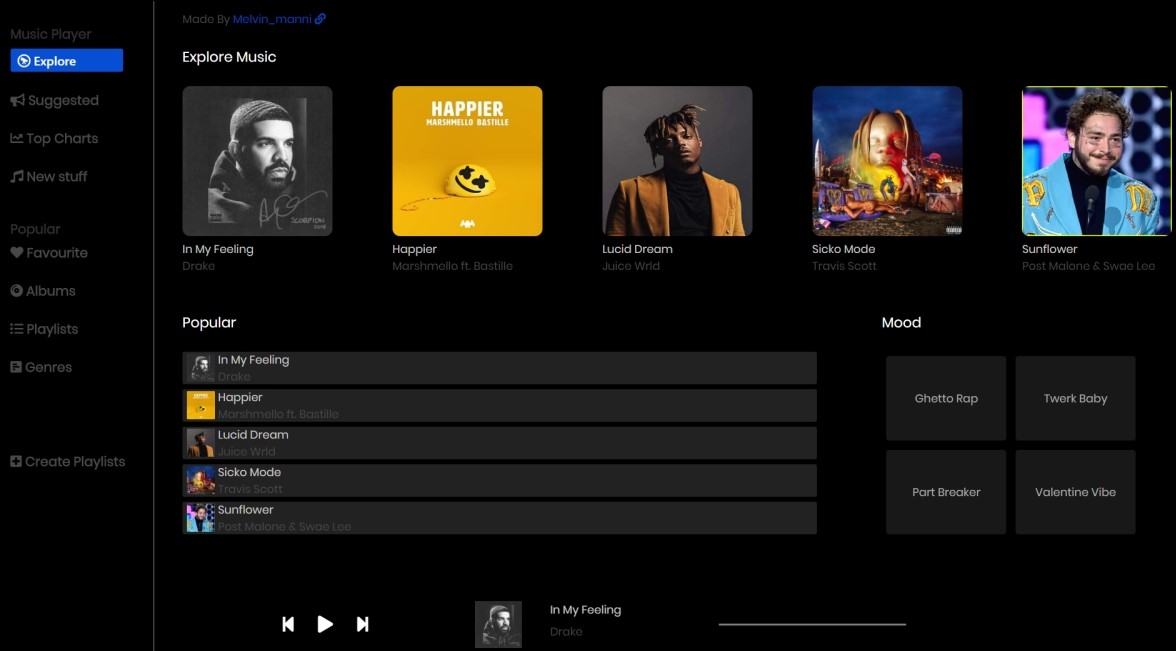 Music Player
Explore
Suggested
Top Charts
New stuff
Popular
Favourite
Albums
Playlists
Genres
Create Playlists
Made By Melvin_manni
Explore Music
SCORPION
HAPPIER
MARSHMELLO BASTILLE
In My Feeling
Drake
Happier
Marshmello ft. Bastille
Lucid Dream
Juice Wrld
Sicko Mode
Travis Scott
Sunflower
Post Malone & Swae Lee
Popular
In My Feeling
Drake
Happier
Marshmello ft. Bastille
Lucid Dream
Juice Wrld
Sicko Mode
Travis Scott
Sunflower
Post Malone & Swae Lee
Mood
Ghetto Rap
Twerk Baby
Part Breaker
Valentine Vibe
In My Feeling
Drake